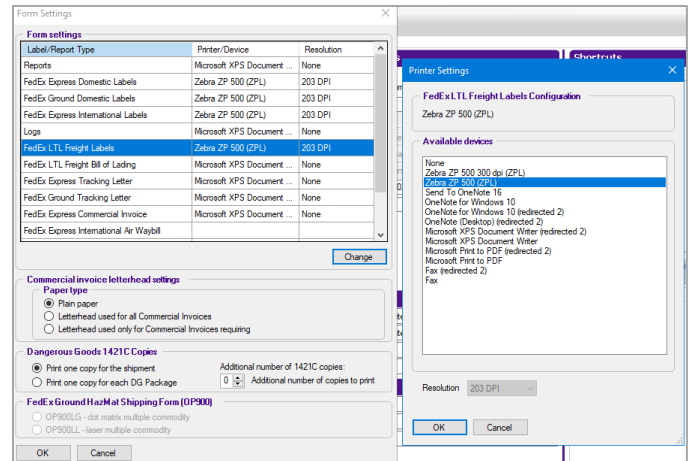 Form Settings
Form settings
Label/Report Type Printer/Device Resolution
Reports Microsoft XPS Document ... None
FedEx Express Domestic Labels Zebra ZP 500 (ZPL) 203 DPI
FedEx Ground Domestic Labels Zebra ZP 500 (ZPL) 203 DPI
FedEx Express International Labels Zebra ZP 500 (ZPL) 203 DPI
Logs Microsoft XPS Document ... None
FedEx LTL Freight Labels Zebra ZP 500 (ZPL) 203 DPI
FedEx LTL Freight Bill of Lading Microsoft XPS Document ... None
FedEx Express Tracking Letter Microsoft XPS Document ... None
FedEx Ground Tracking Letter Microsoft XPS Document ... None
FedEx Express Commercial Invoice Microsoft XPS Document ... None
FedEx Express International Air Waybill
Change
Commercial invoice letterhead settings
Paper type
Plain paper
Letterhead used for all Commercial Invoices
Letterhead used only for Commercial Invoices requiring
Dangerous Goods 1421C Copies
Print one copy for the shipment
Print one copy for each DG Package
Additional number of 1421C copies:
0 Additional number of copies to print
FedEx Ground HazMat Shipping Form (OP900)
OP900LG - dot matrix multiple commodity
OP900LL - laser multiple commodity
OK Cancel
Shortcuts
Printer Settings
FedEx LTL Freight Labels Configuration
Zebra ZP 500 (ZPL)
Available devices
None
Zebra ZP 500 300 dpi (ZPL)
Zebra ZP 500 (ZPL)
Send To OneNote 16
OneNote for Windows 10
OneNote for Windows 10 (redirected 2)
OneNote (Desktop) (redirected 2)
Microsoft XPS Document Writer (redirected 2)
Microsoft XPS Document Writer
Microsoft Print to PDF (redirected 2)
Microsoft Print to PDF
Fax (redirected 2)
Fax
Resolution 203 DPI
OK Cancel